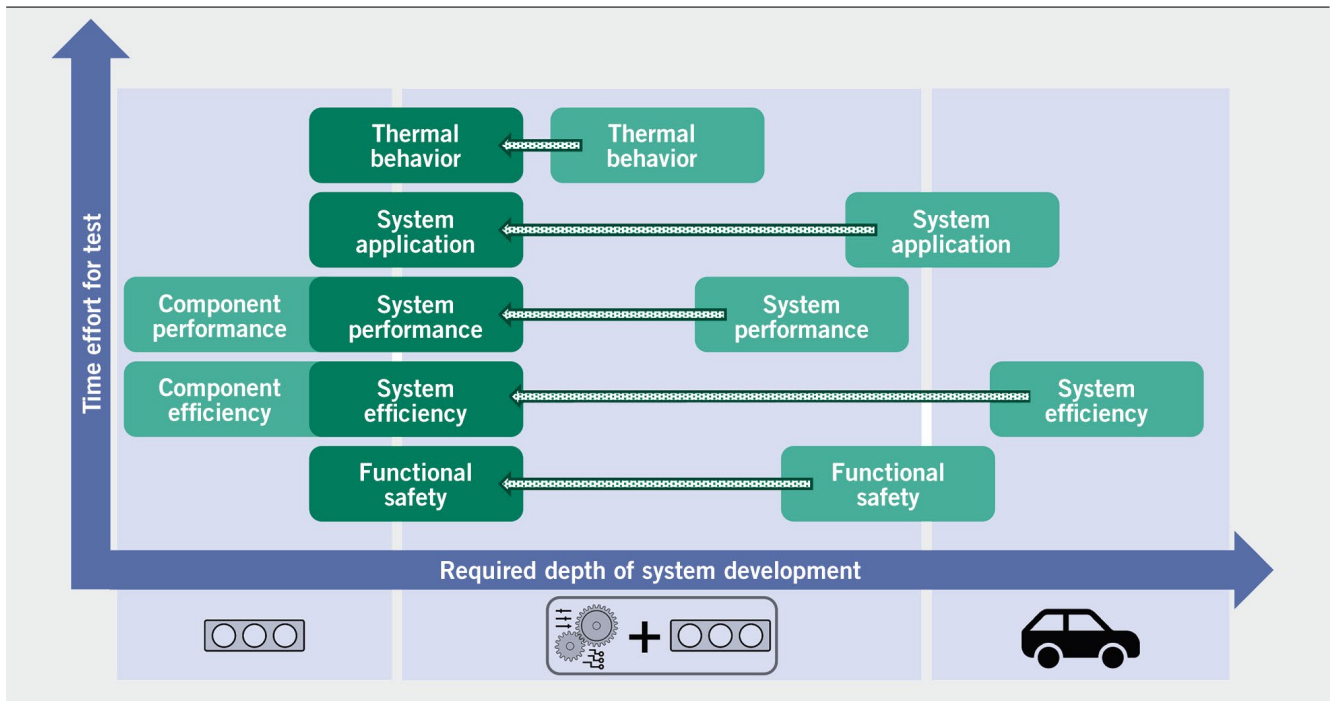 Time effort for test
Thermal
behavior
Thermal
behavior
System
application
System
application
Component
performance
System
performance
System
performance
Component
efficiency
System
efficiency
System
efficiency
Functional
safety
Functional
safety
Required depth of system development